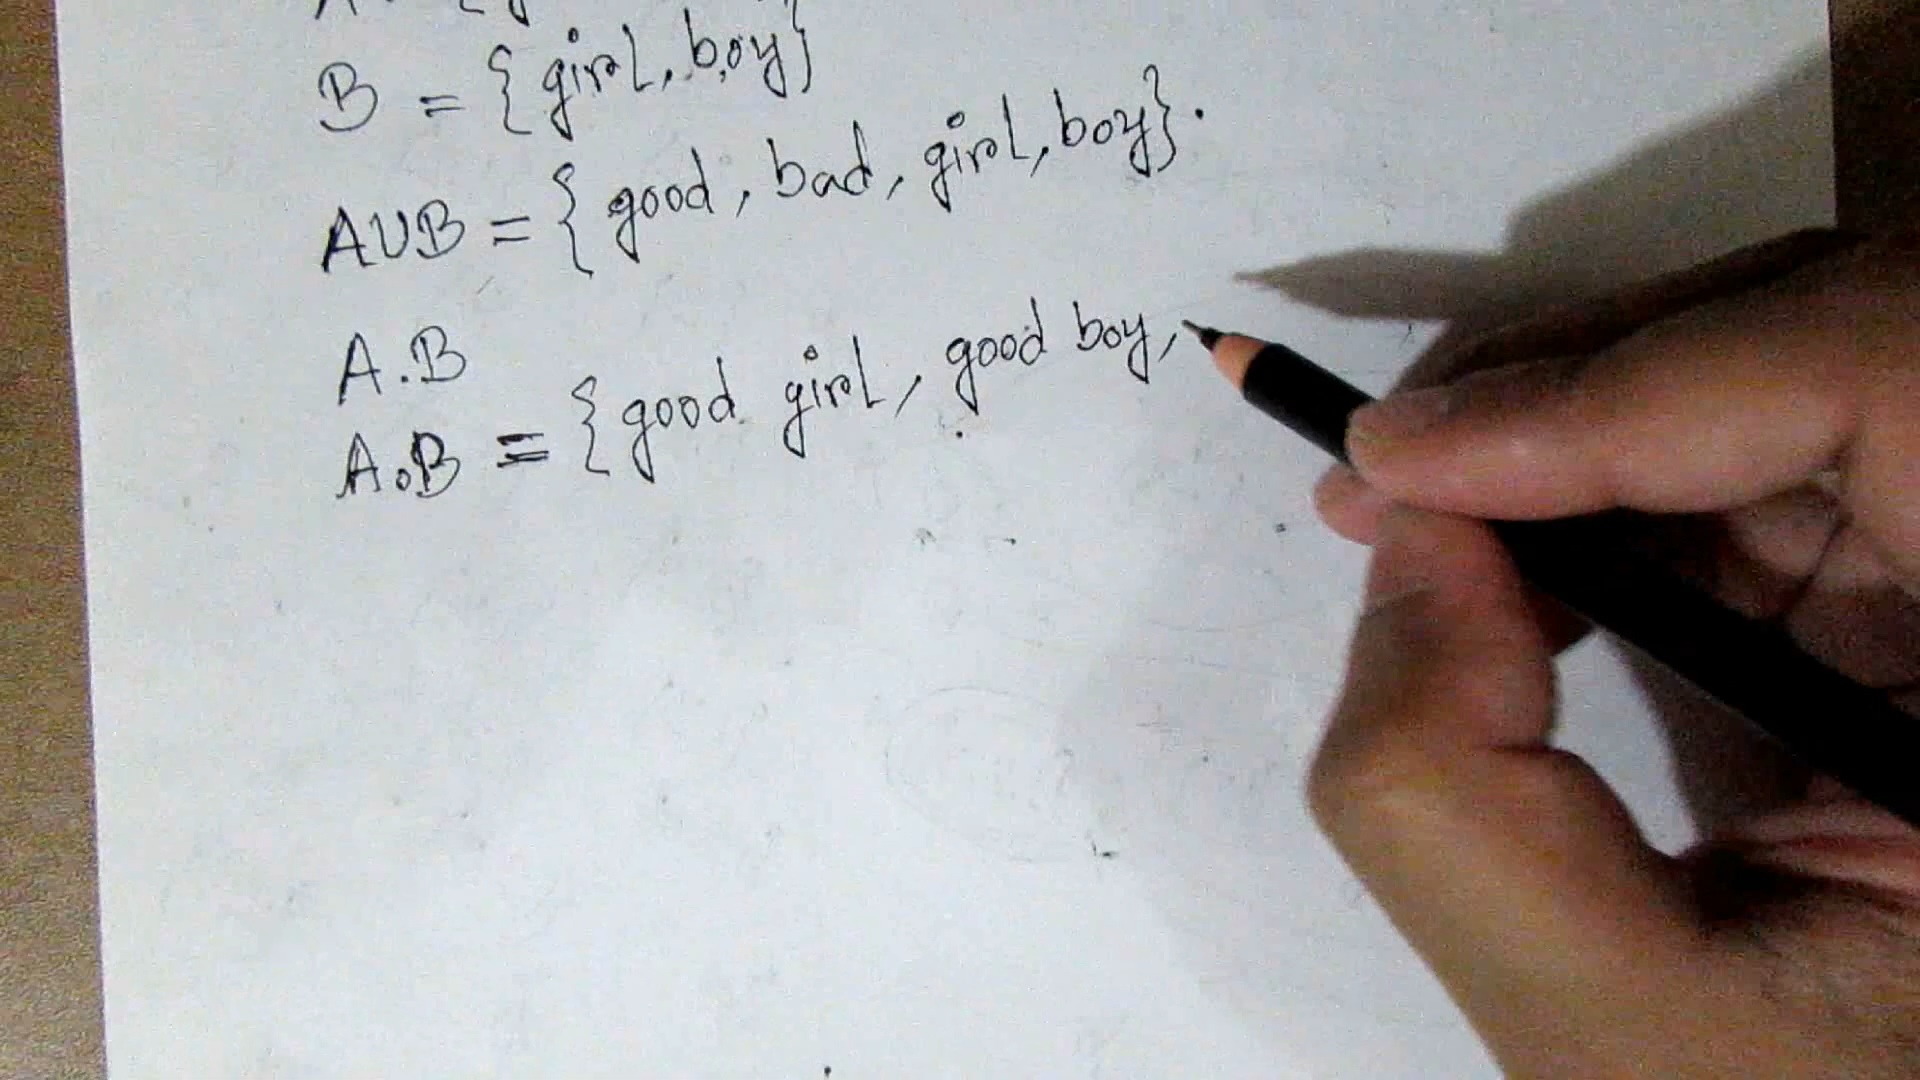 B = {girl, boy}
A∪B = {good, bad, girl, boy}.
A.B
A∘B = {good girl, good boy,